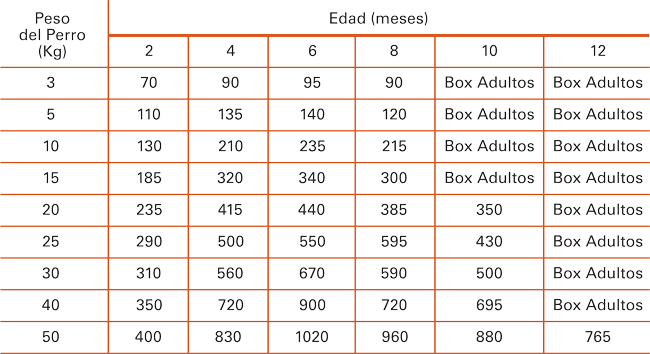 Peso
del Perro
(Kg)
Edad (meses)
2 4 6 8 10 12
3 70 90 95 90 Box Adultos Box Adultos
5 110 135 140 120 Box Adultos Box Adultos
10 130 210 235 215 Box Adultos Box Adultos
15 185 320 340 300 Box Adultos Box Adultos
20 235 415 440 385 350 Box Adultos
25 290 500 550 595 430 Box Adultos
30 310 560 670 590 500 Box Adultos
40 350 720 900 720 695 Box Adultos
50 400 830 1020 960 880 765